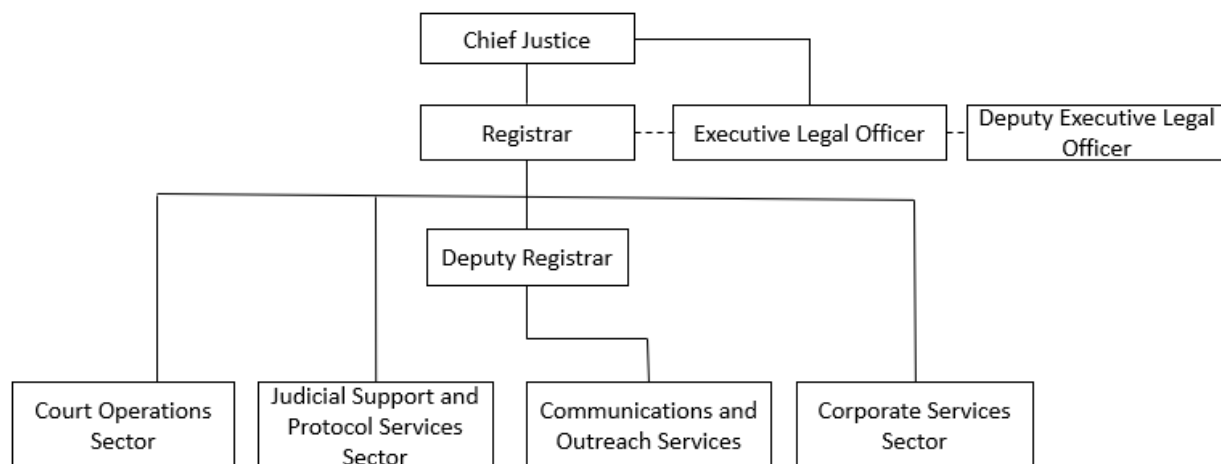 Chief Justice
Registrar
Executive Legal Officer
Deputy Executive Legal
Officer
Deputy Registrar
Court Operations
Sector
Judicial Support and
Protocol Services
Sector
Communications and
Outreach Services
Corporate Services
Sector